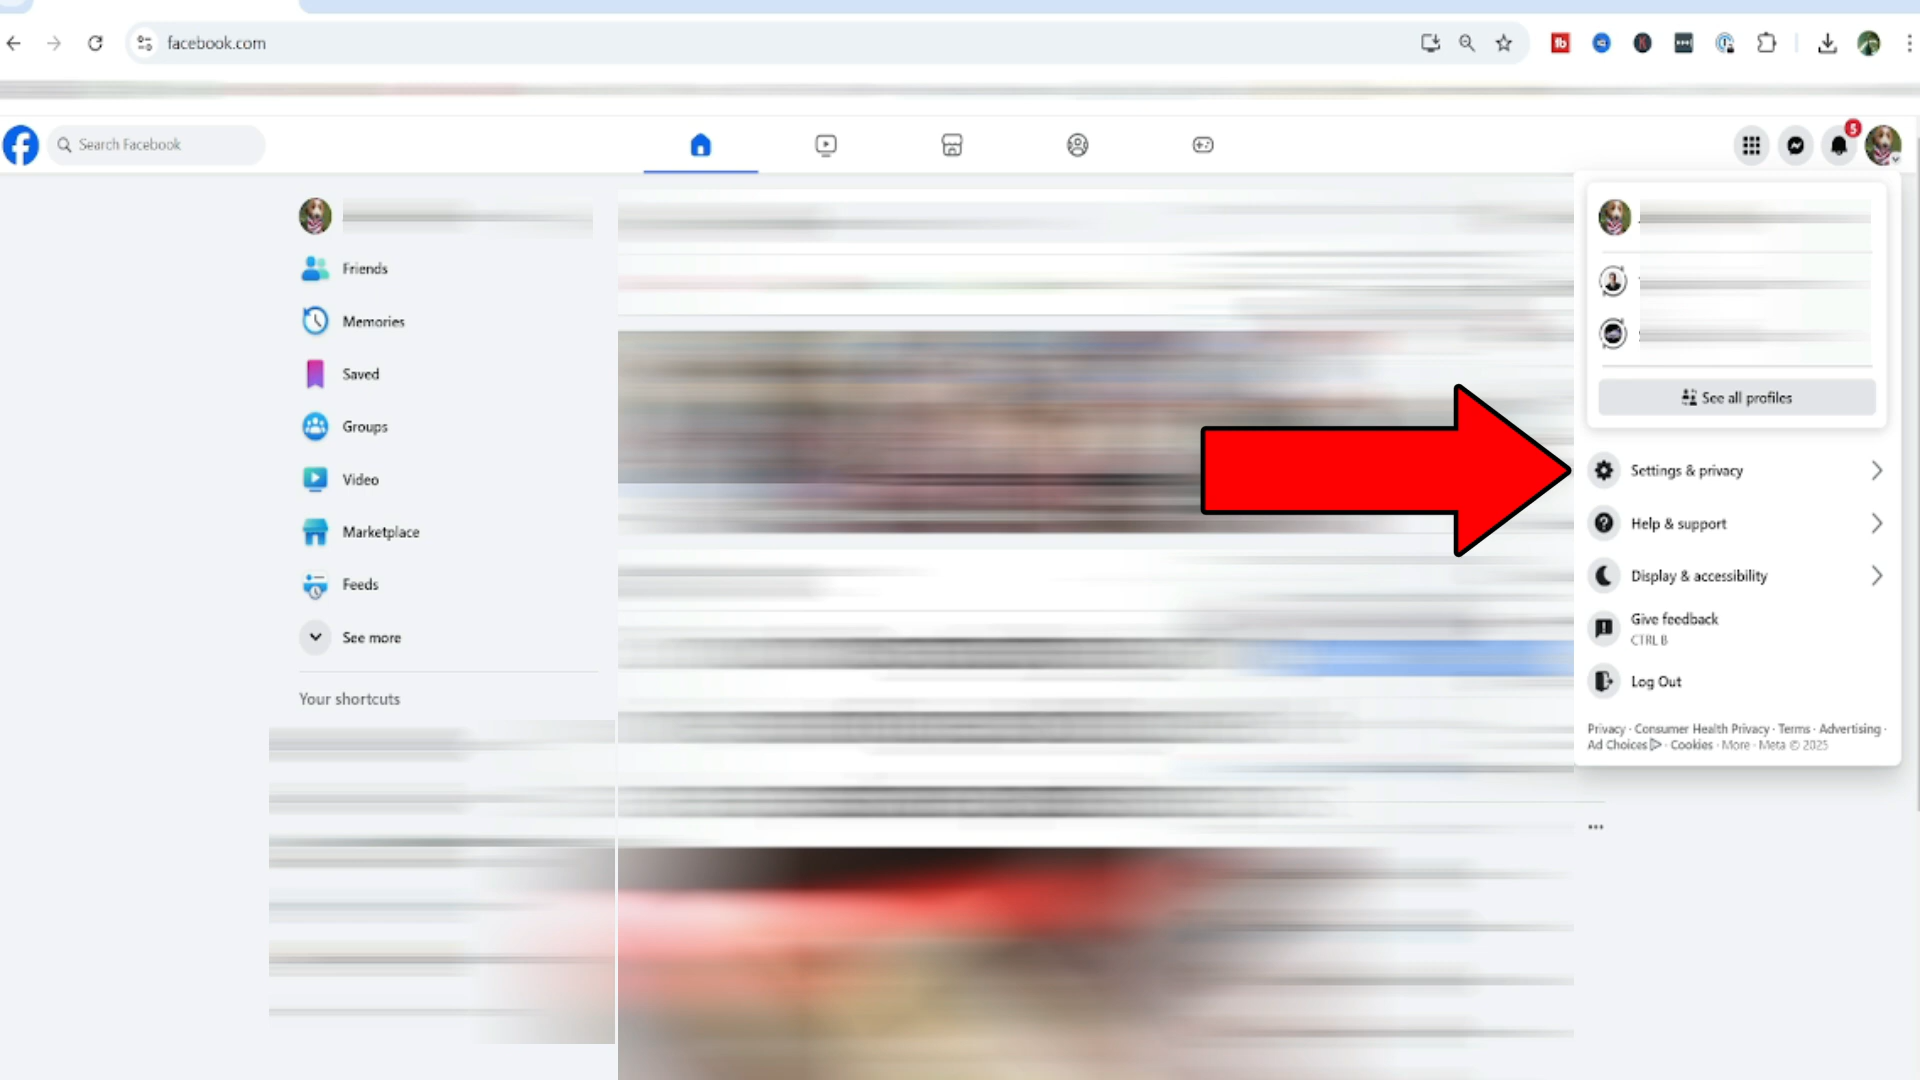 facebook.com
Search Facebook
5
Friends
Memories
Saved
Groups
Video
Marketplace
Feeds
See more
Your shortcuts
See all profiles
Settings & privacy
Help & support
Display & accessibility
Give feedback
CTRL B
Log Out
Privacy · Consumer Health Privacy · Terms · Advertising ·
Ad Choices · Cookies · More · Meta © 2025